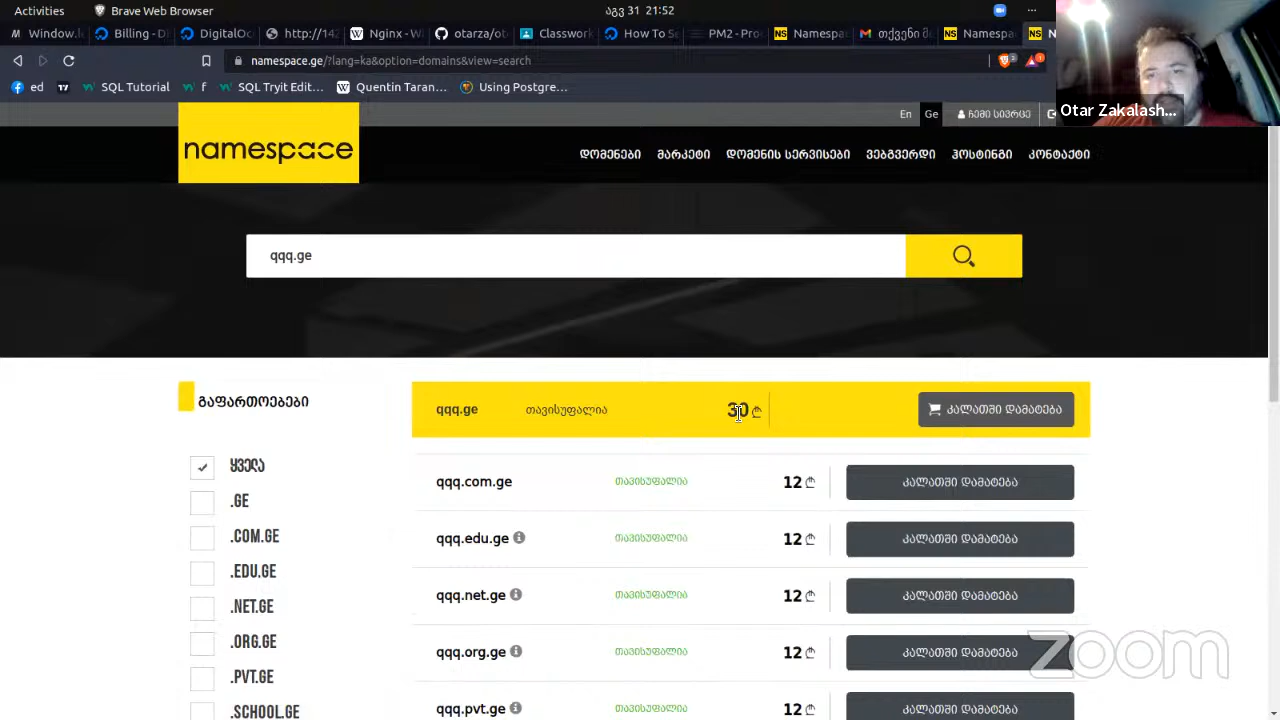 Activities
Brave Web Browser
აგვ 31 21:52
Billing - D
DigitalOc
Nginx - W
otarza/ot
Classwork
How To S
PM2 - Pro
Namespa
თქვენი შ
Namespa
namespace.ge/?lang=ka&option=domains&view=search
ed
SQL Tutorial
f
SQL Tryit Edit...
Quentin Taran...
Using Postgre...
Otar Zakalash...
En Ge ჩემი სივრცე
namespace
დომენები მარკეტი დომენის სერვისები ვებგვერდი ჰოსტინგი კონტაქტი
qqq.ge
გაფართოებები
ყველა
.GE
.COM.GE
.EDU.GE
.NET.GE
.ORG.GE
.PVT.GE
.SCHOOL.GE
qqq.ge თავისუფალია 30 ₾ კალათში დამატება
qqq.com.ge თავისუფალია 12 ₾ კალათში დამატება
qqq.edu.ge თავისუფალია 12 ₾ კალათში დამატება
qqq.net.ge თავისუფალია 12 ₾ კალათში დამატება
qqq.org.ge თავისუფალია 12 ₾ კალათში დამატება
qqq.pvt.ge თავისუფალია 12 ₾ კალათში დამატება
zoom